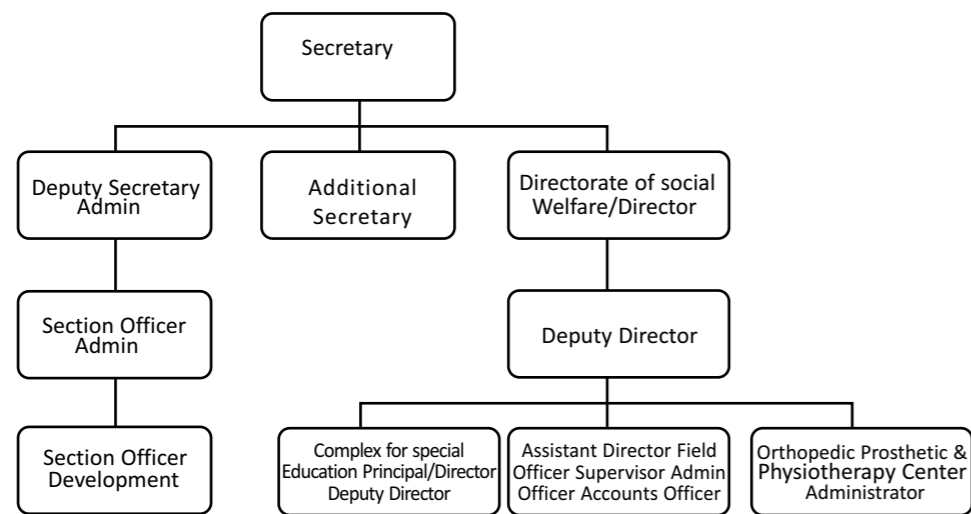 Secretary
Deputy Secretary
Admin
Additional
Secretary
Directorate of social
Welfare/Director
Section Officer
Admin
Deputy Director
Section Officer
Development
Complex for special
Education Principal/Director
Deputy Director
Assistant Director Field
Officer Supervisor Admin
Officer Accounts Officer
Orthopedic Prosthetic &
Physiotherapy Center
Administrator